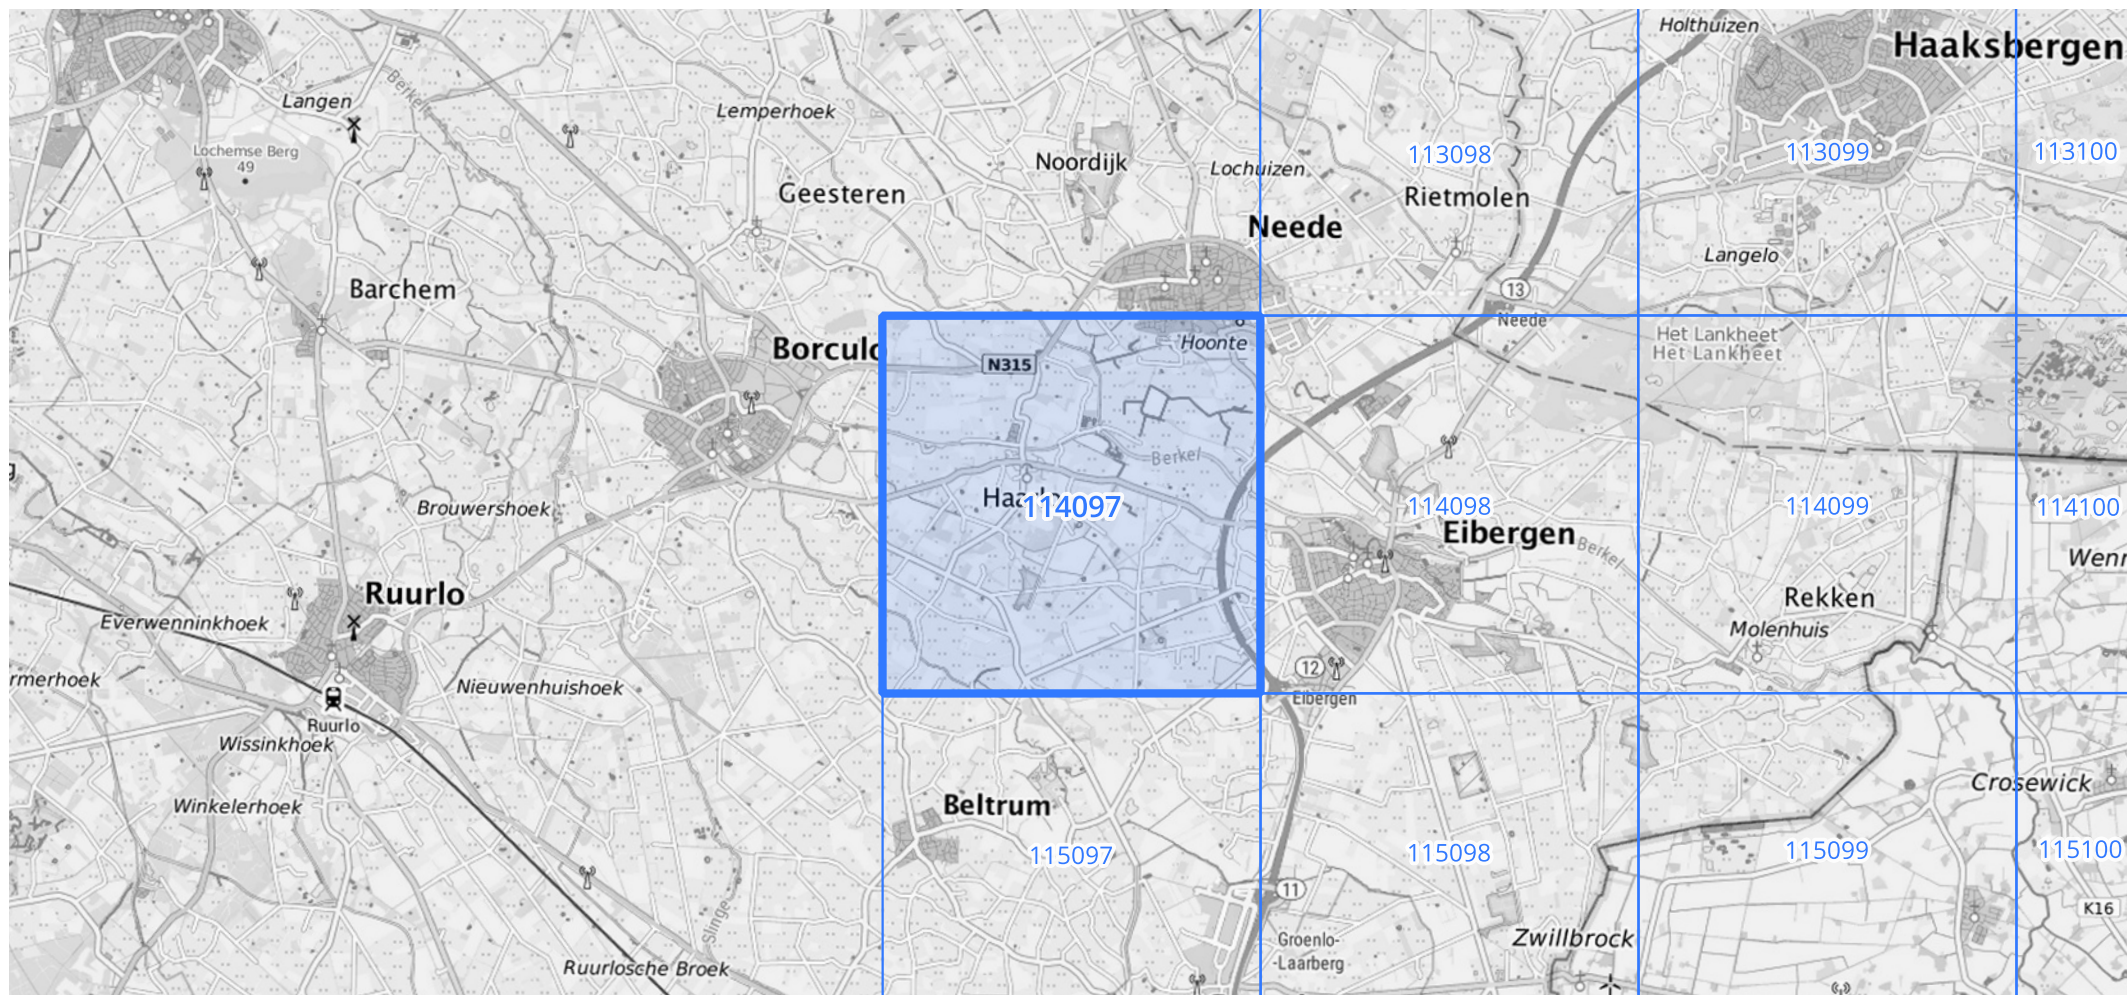 Holthuizen
Haaksbergen
Langen
Berkel
Lemperhoek
Lochemse Berg
49
Noordijk
Lochuizen
113098
113099
113100
Geesteren
Rietmolen
Neede
Langelo
Barchem
13
Neede
Het Lankheet
Het Lankheet
Borculo
N315
Hoonte
Berkel
Brouwershoek
114097
114098
114099
114100
Eibergen
Berkel
Wenn
Ruurlo
Rekken
Everwenninkhoek
Molenhuis
12
rmerhoek
Nieuwenhuishoek
Eibergen
Ruurlo
Wissinkhoek
Crosewick
Winkelerhoek
Beltrum
115097
115098
115099
115100
11
K16
Slinge
Groenlo-
-Laarberg
Zwillbrock
Ruurlosche Broek